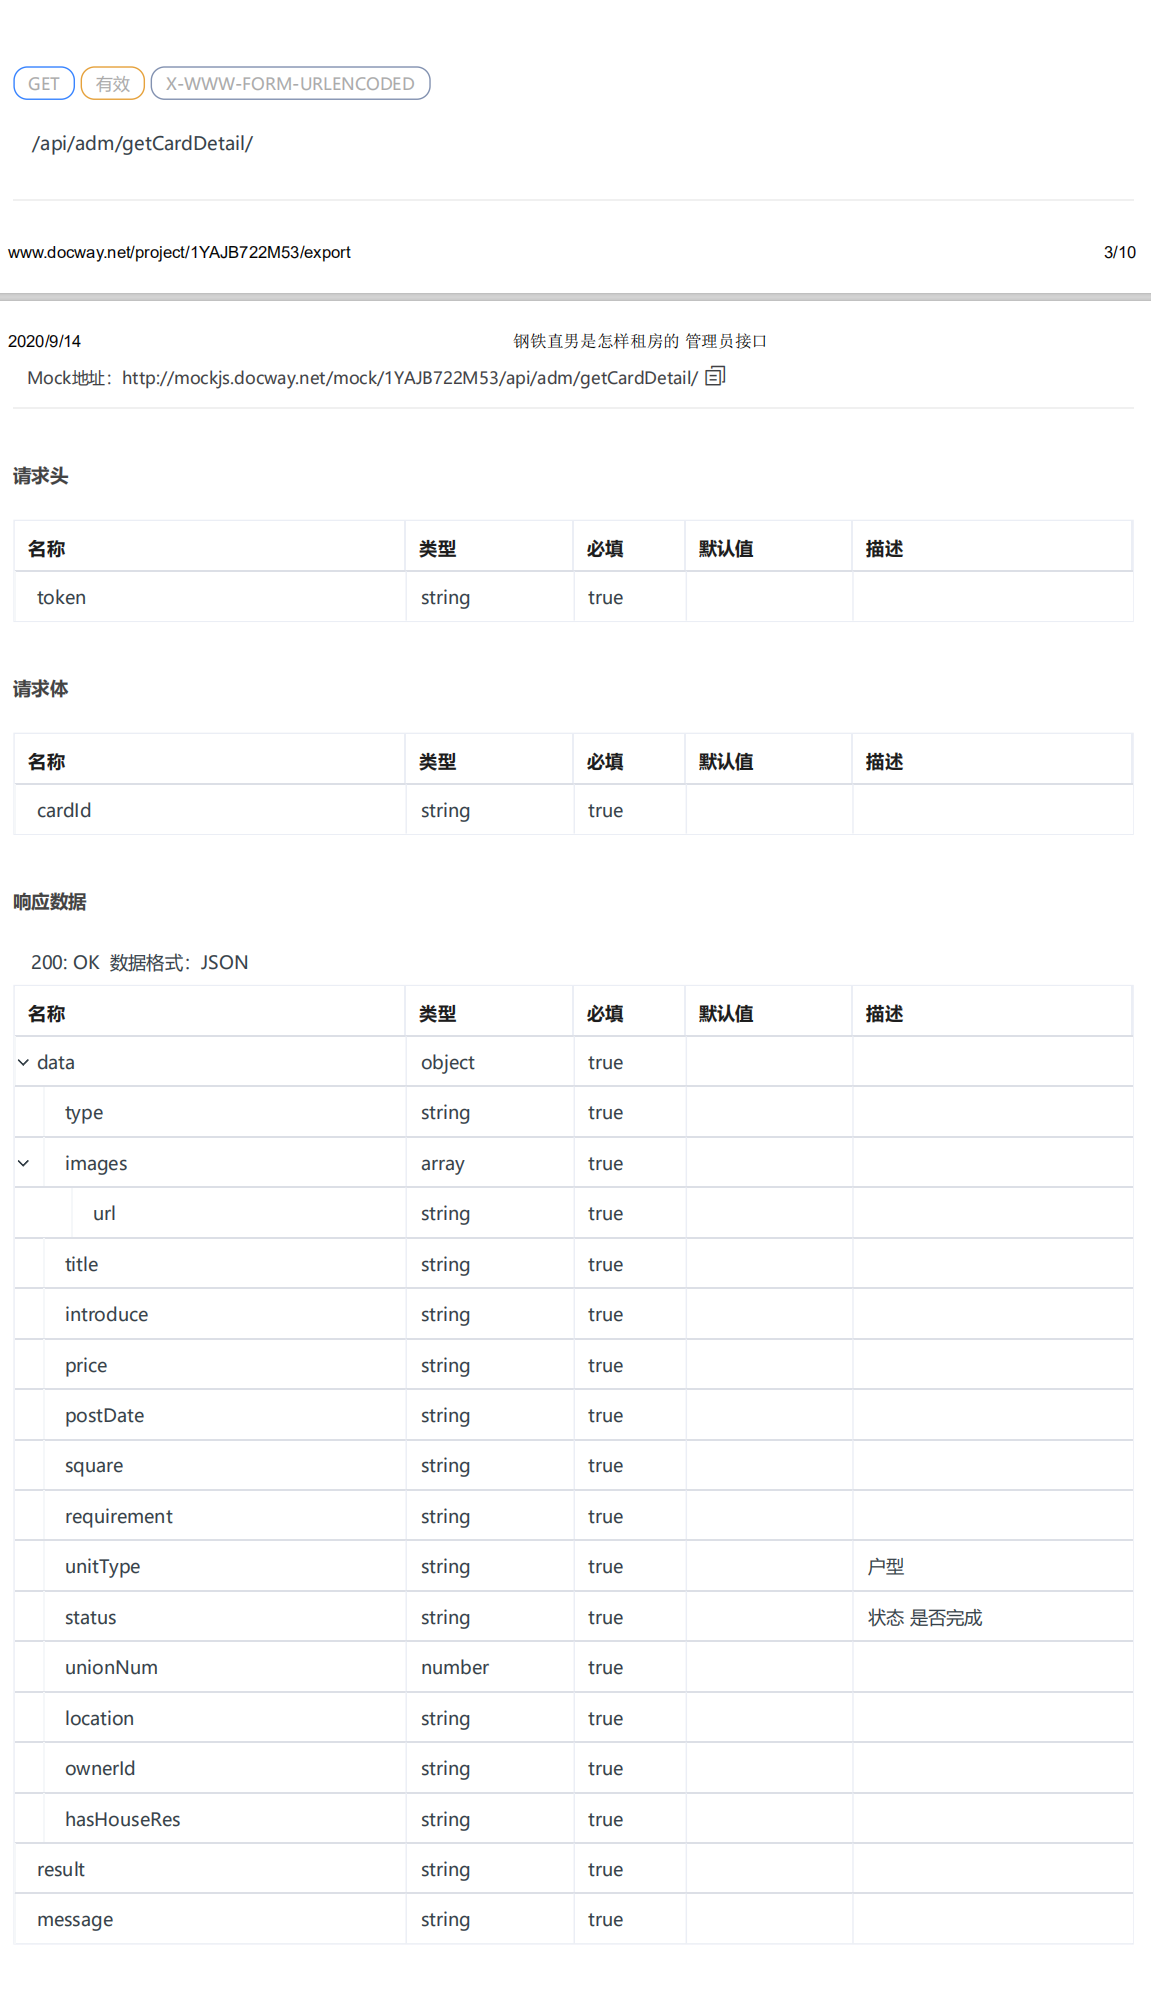 GET 有效 X-WWW-FORM-URLENCODED
/api/adm/getCardDetail/
www.docway.net/project/1YAJB722M53/export 3/10
2020/9/14 钢铁直男是怎样租房的 管理员接口
Mock地址：http://mockjs.docway.net/mock/1YAJB722M53/api/adm/getCardDetail/
请求头
名称 类型 必填 默认值 描述
token string true
请求体
名称 类型 必填 默认值 描述
cardId string true
响应数据
200: OK 数据格式：JSON
名称 类型 必填 默认值 描述
data object true
type string true
images array true
url string true
title string true
introduce string true
price string true
postDate string true
square string true
requirement string true
unitType string true 户型
status string true 状态 是否完成
unionNum number true
location string true
ownerId string true
hasHouseRes string true
result string true
message string true